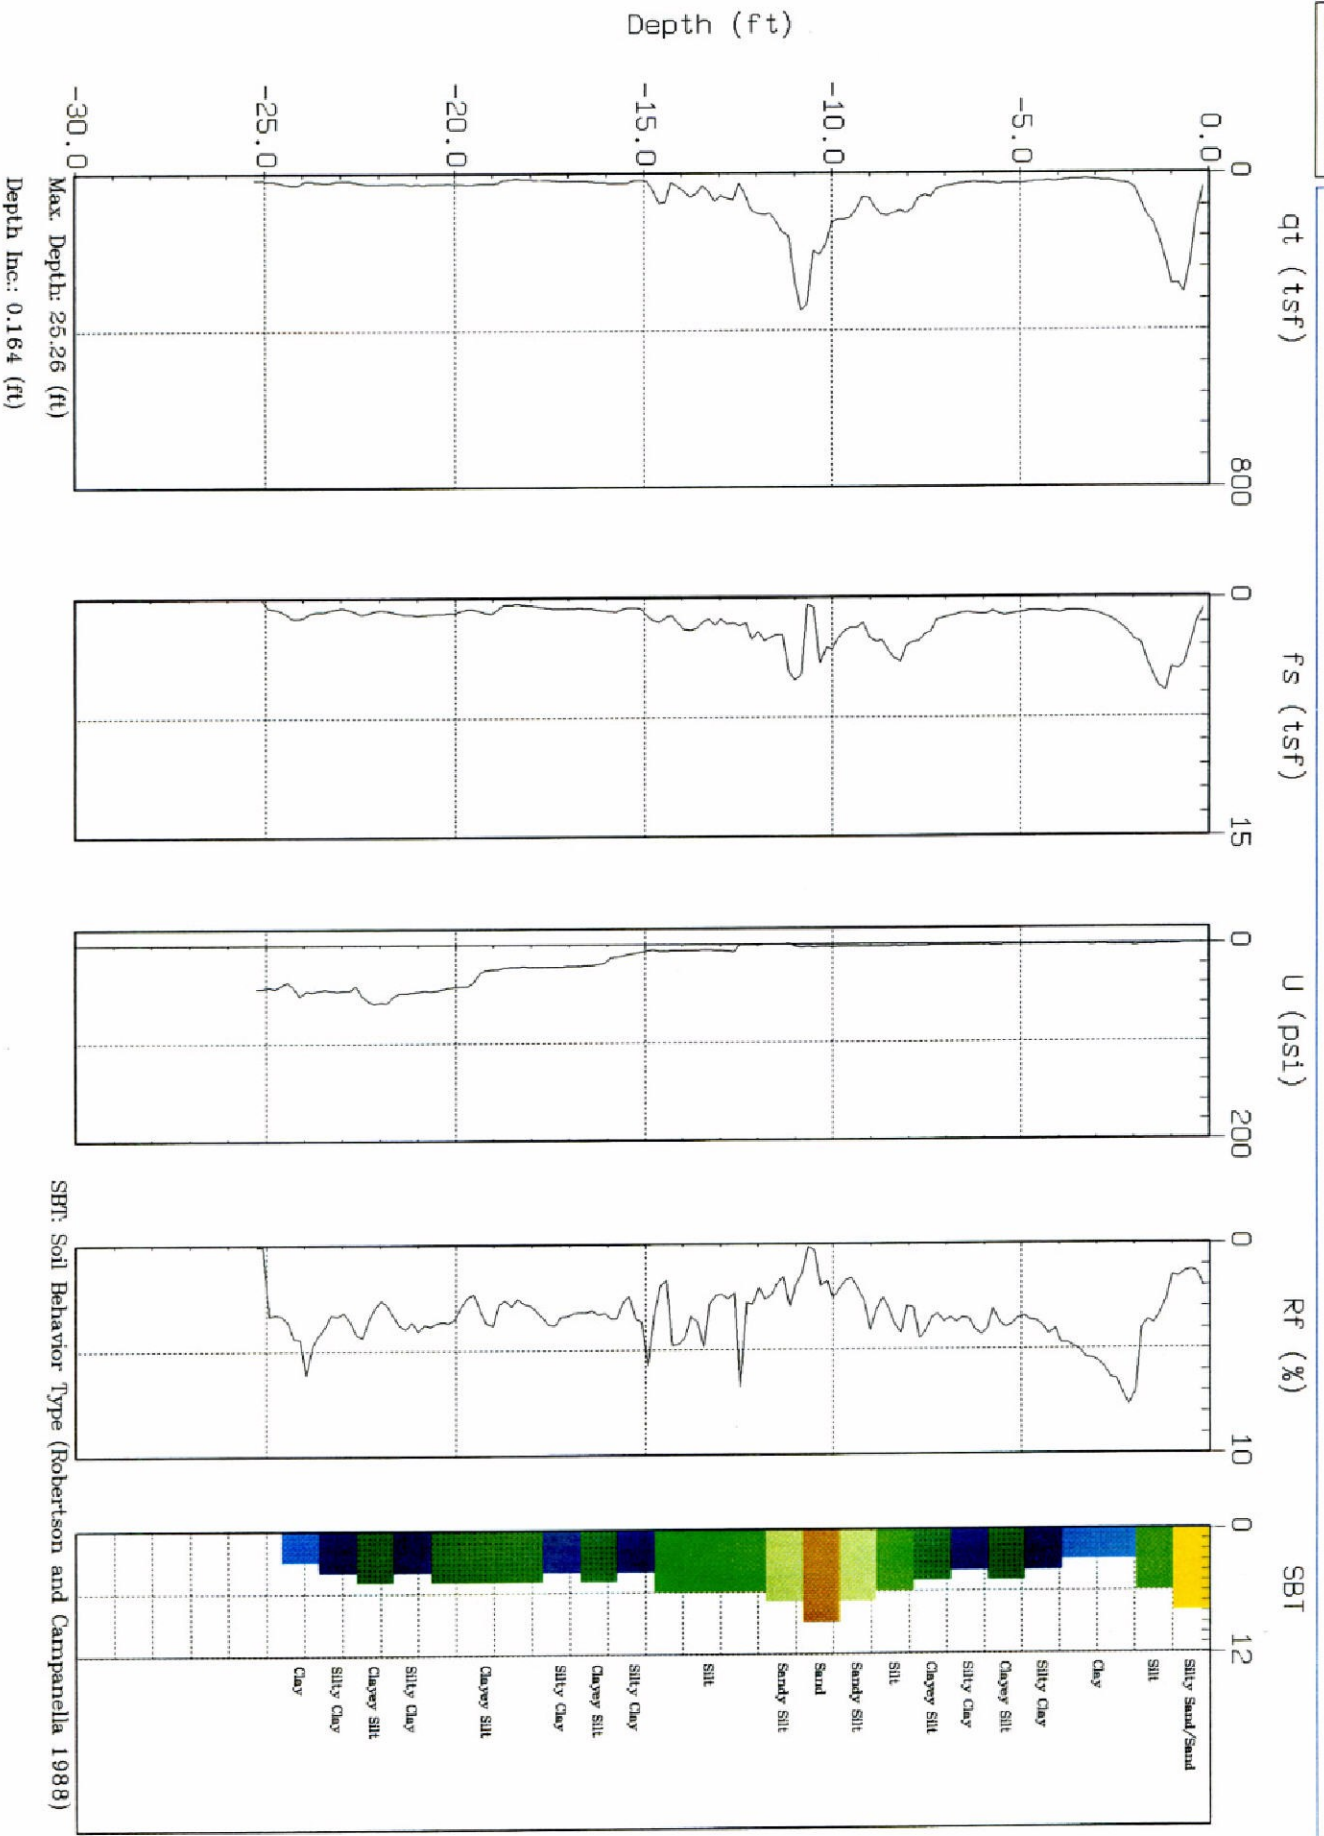 Depth (ft)
0.0
-5.0
-10.0
-15.0
-20.0
-25.0
-30.0
qt (tsf)
0
800
fs (tsf)
0
15
U (psi)
0
200
Rf (%)
0
10
SBT
0
12
Silty Sand/Sand
Silt
Clay
Silty Clay
Clayey Silt
Silty Clay
Clayey Silt
Silt
Sandy Silt
Sand
Sandy Silt
Silt
Silty Clay
Clayey Silt
Silty Clay
Clayey Silt
Silty Clay
Clayey Silt
Silty Clay
Clay
Max. Depth: 25.26 (ft)
Depth Inc.: 0.164 (ft)
SBT: Soil Behavior Type (Robertson and Campanella 1988)